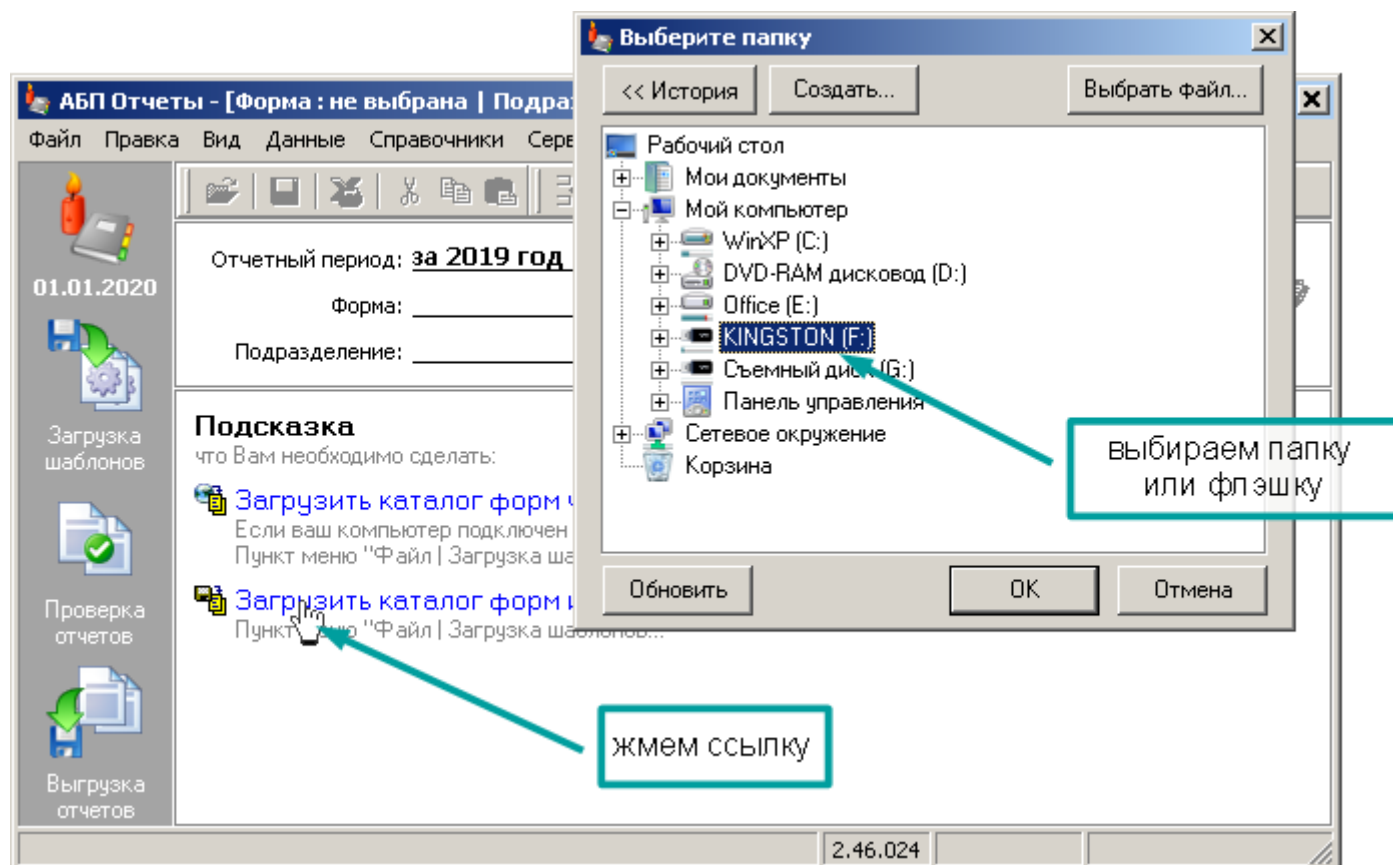 Выберите папку
<< История
Создать...
Выбрать файл...
Рабочий стол
Мои документы
Мой компьютер
WinXP (C:)
DVD-RAM дисковод (D:)
Office (E:)
KINGSTON (F:)
Съемный диск (G:)
Панель управления
Сетевое окружение
Корзина
Обновить
OK
Отмена
АБП Отчеты - [Форма : не выбрана | Подраз
Файл Правка Вид Данные Справочники Серв
01.01.2020
Загрузка
шаблонов
Проверка
отчетов
Выгрузка
отчетов
Отчетный период: за 2019 год
Форма:
Подразделение:
Подсказка
что Вам необходимо сделать:
Загрузить каталог форм
Если ваш компьютер подключен
Пункт меню "Файл | Загрузка ша
Загрузить каталог форм
Пункт меню "Файл | Загрузка шаблонов...
выбираем папку
или флэшку
жмем ссылку
2.46.024